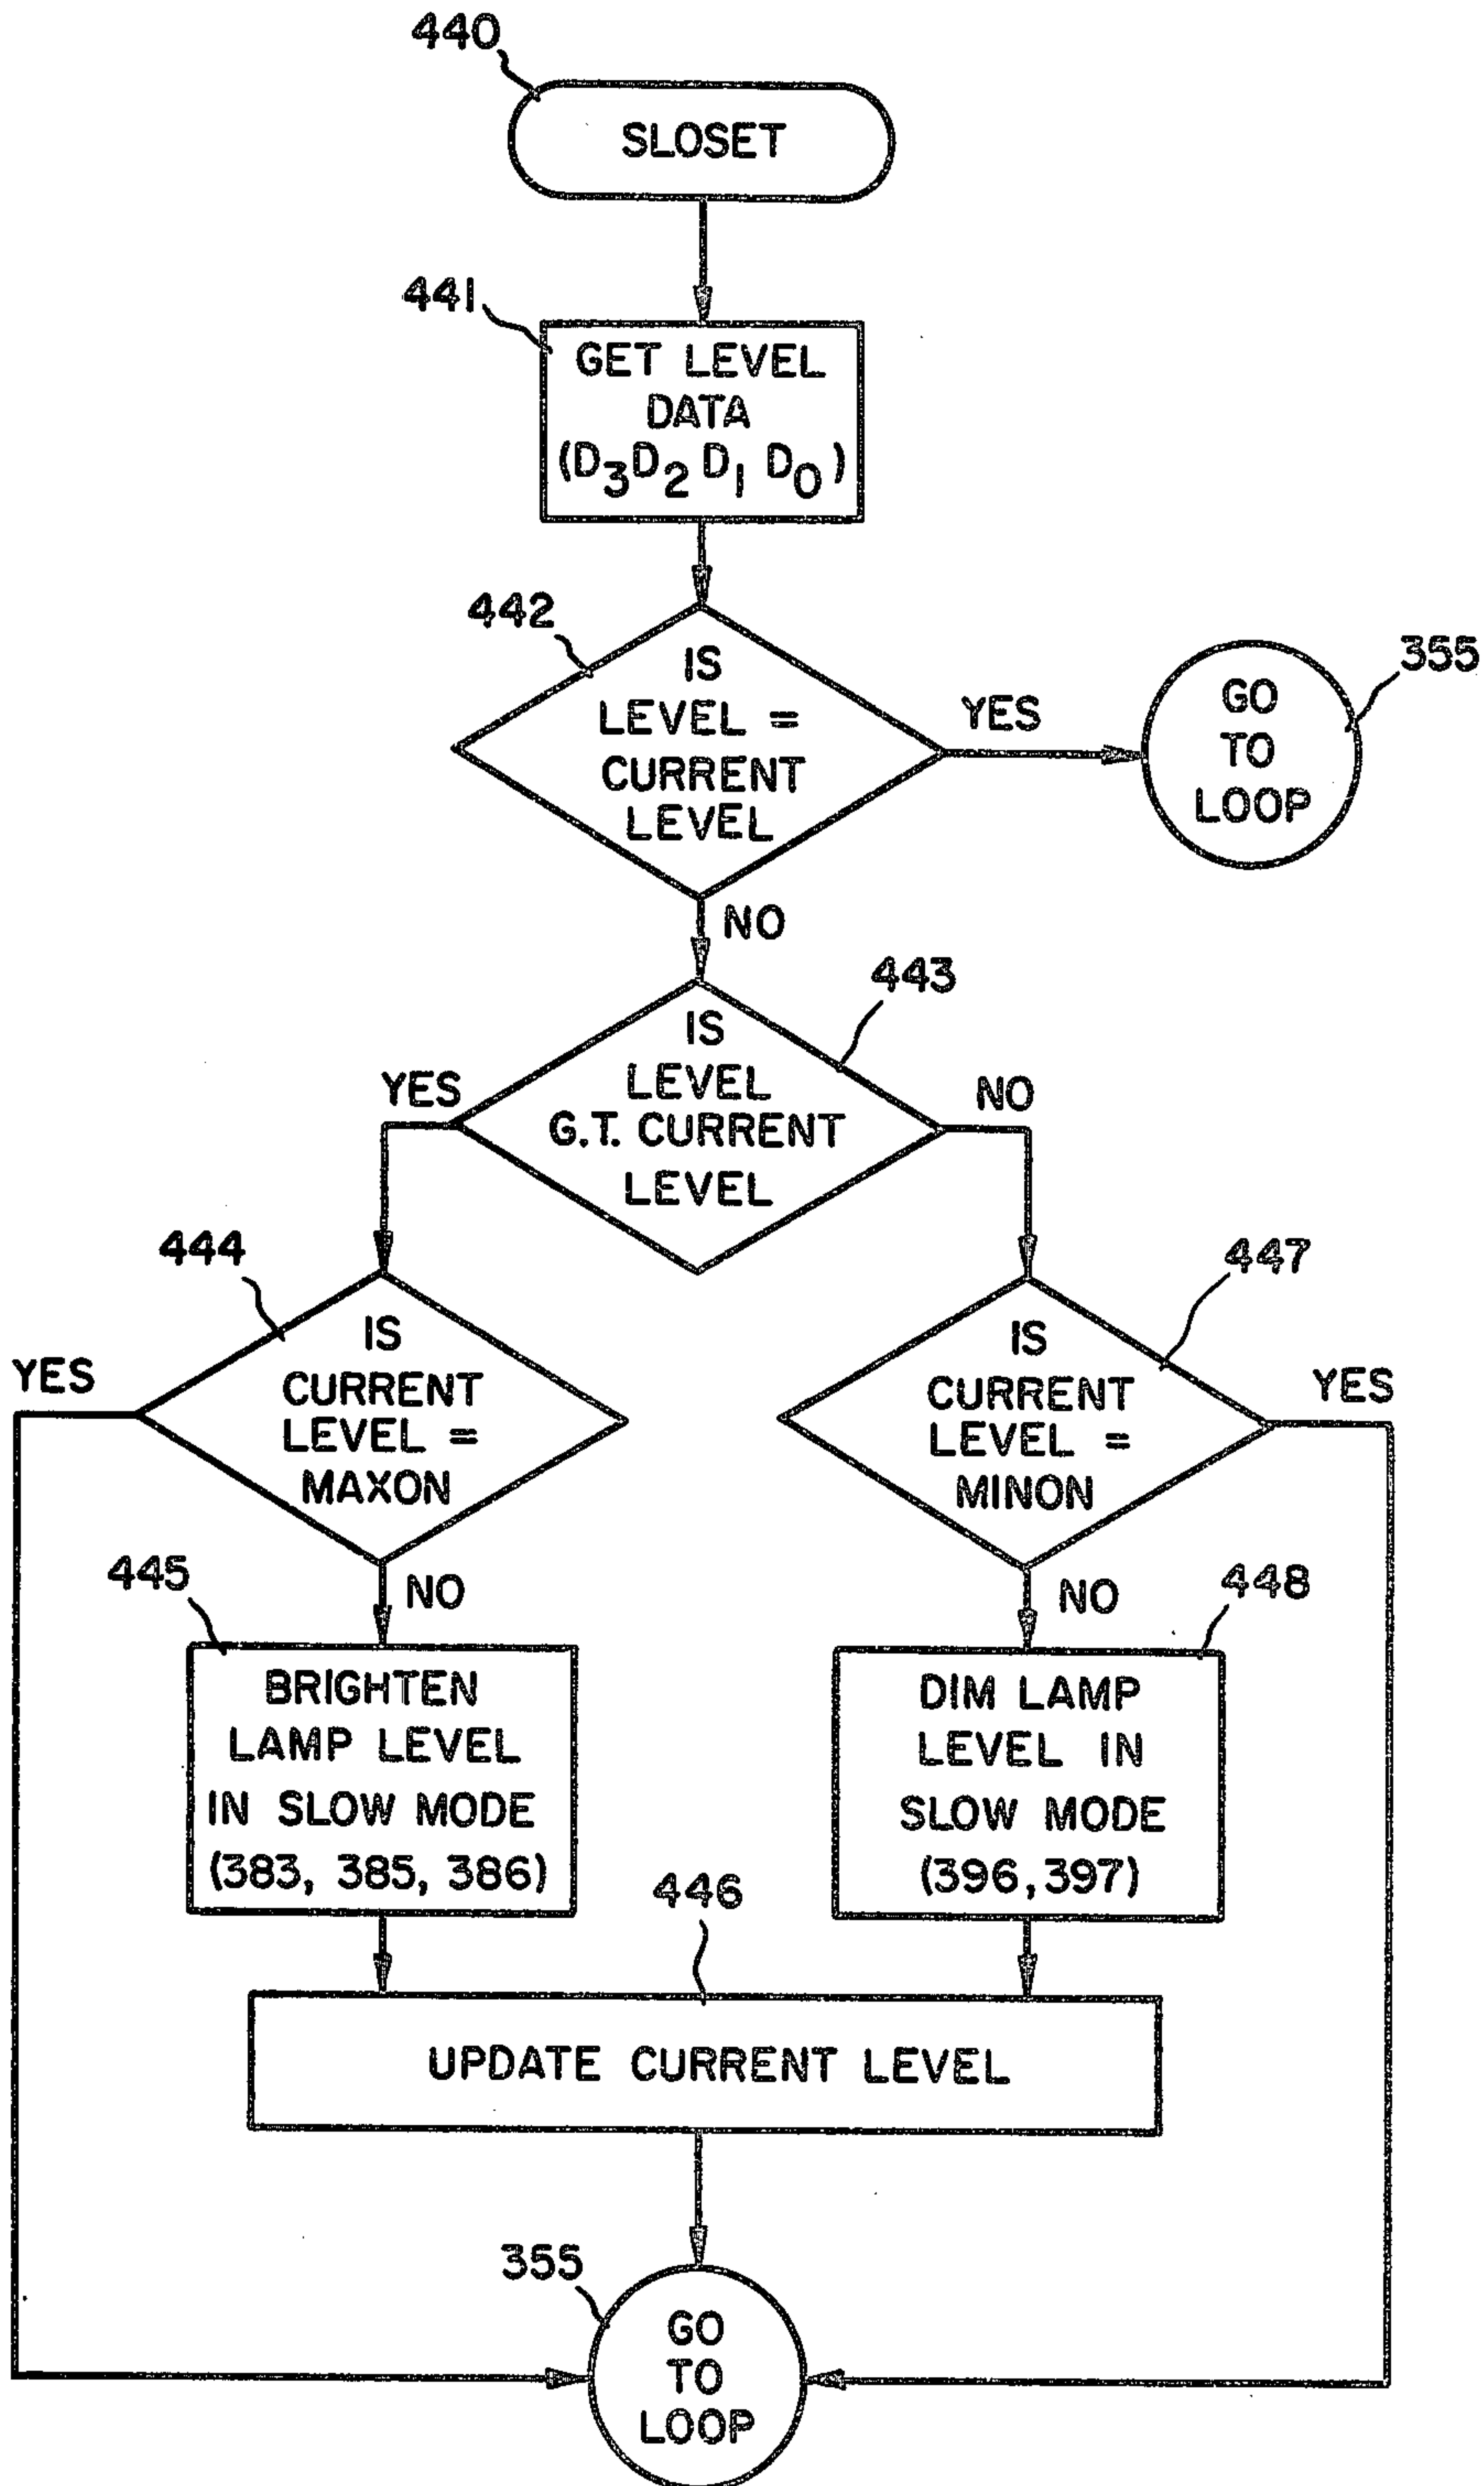 440
SLOSET
441
GET LEVEL
DATA
(D3D2 D1 D0)
442
IS
LEVEL =
CURRENT
LEVEL
YES
GO
TO
LOOP
355
NO
443
IS
LEVEL
G.T. CURRENT
LEVEL
YES
NO
444
IS
CURRENT
LEVEL =
MAXON
YES
447
IS
CURRENT
LEVEL =
MINON
YES
NO
NO
445
BRIGHTEN
LAMP LEVEL
IN SLOW MODE
(383, 385, 386)
448
DIM LAMP
LEVEL IN
SLOW MODE
(396, 397)
446
UPDATE CURRENT LEVEL
355
GO
TO
LOOP